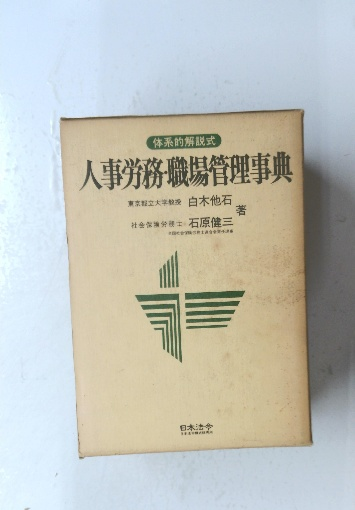 体系的解説式
人事労務・職場管理事典
東京都立大学教授 白木他石
社会保険労務士 石原健三
著
日本法令